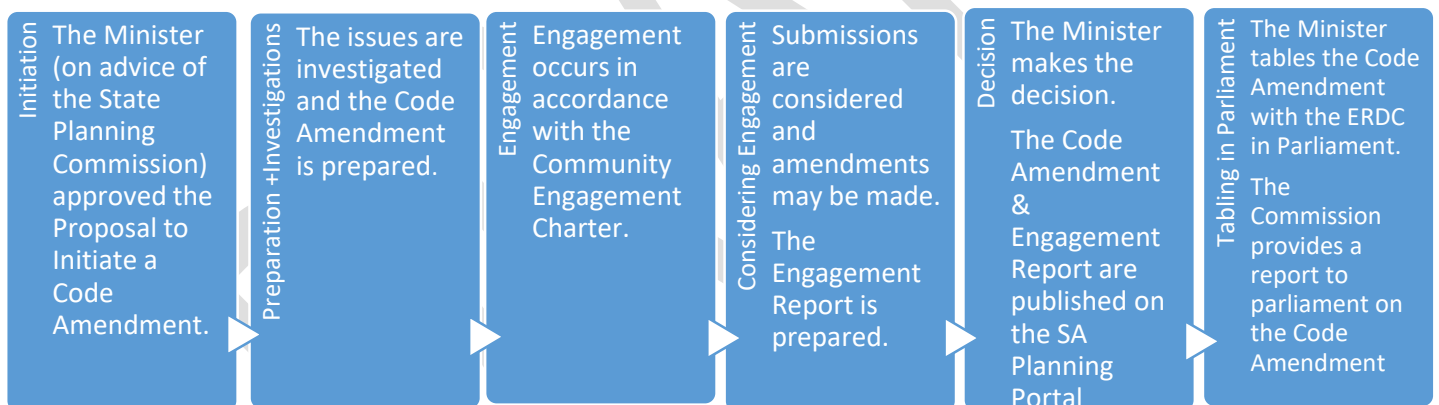 Initiation
The Minister
(on advice of
the State
Planning
Commission)
approved the
Proposal to
Initiate a
Code
Amendment.
Preparation +Investigations
The issues are
investigated
and the Code
Amendment
is prepared.
Engagement
Engagement
occurs in
accordance
with the
Community
Engagement
Charter.
Considering Engagement
Submissions
are
considered
and
amendments
may be made.
The
Engagement
Report is
prepared.
Decision
The Minister
makes the
decision.
The Code
Amendment
&
Engagement
Report are
published on
the SA
Planning
Portal
Tabling in Parliament
The Minister
tables the Code
Amendment
with the ERDC
in Parliament.
The
Commission
provides a
report to
parliament on
the Code
Amendment